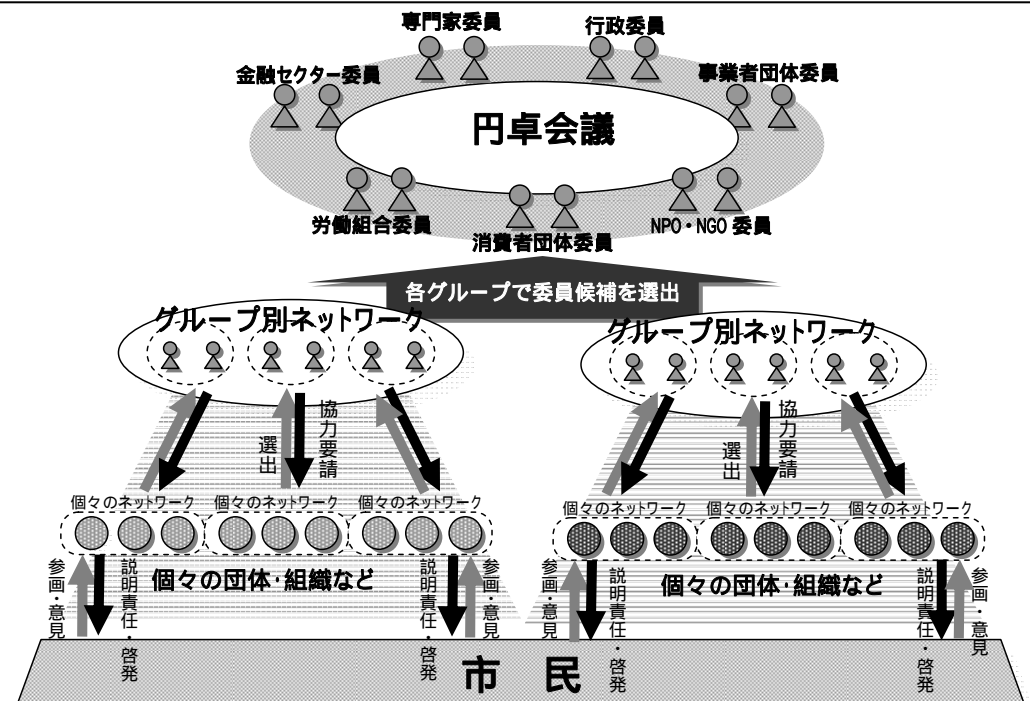 専門家委員
行政委員
金融セクター委員
事業者団体委員
円卓会議
労働組合委員
消費者団体委員
NPO・NGO 委員
各グループで委員候補を選出
グループ別ネットワーク
グループ別ネットワーク
選出
協力要請
選出
協力要請
個々のネットワーク
個々のネットワーク
個々のネットワーク
個々のネットワーク
個々のネットワーク
個々のネットワーク
個々の団体・組織など
個々の団体・組織など
参画・意見
説明責任・啓発
説明責任・啓発
参画・意見
参画・意見
説明責任・啓発
説明責任・啓発
参画・意見
市 民